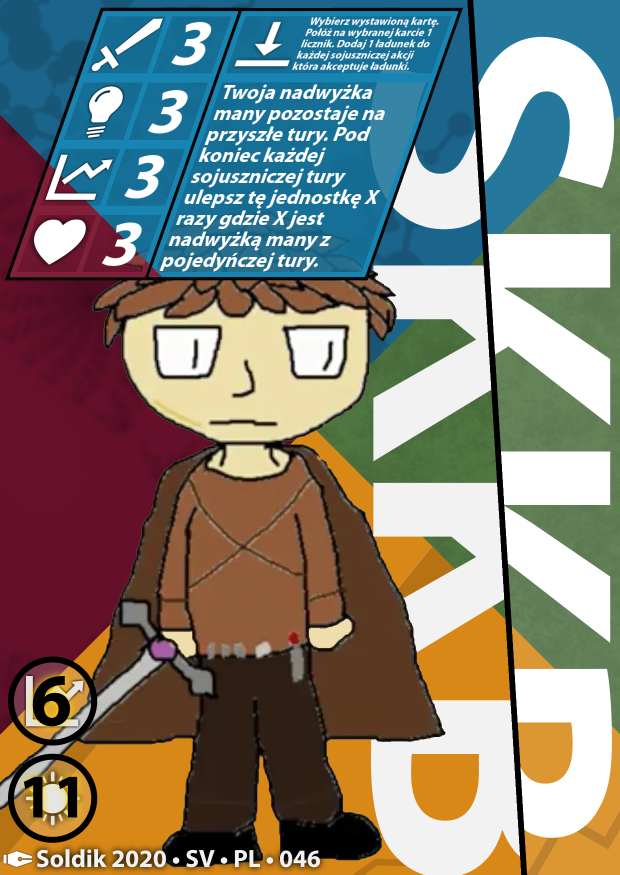 3
3
3
3
Wybierz wystawioną kartę.
Połóż na wybranej karcie 1
licznik. Dodaj 1 ładunek do
każdej sojuszniczej akcji
która akceptuje ładunki.
Twoja nadwyżka
many pozostaje na
przyszłe tury. Pod
koniec każdej
sojuszniczej tury
ulepsz tę jednostkę X
razy gdzie X jest
nadwyżką many z
pojedyńczej tury.
SKKB
6
11
Soldik 2020 • SV • PL • 046